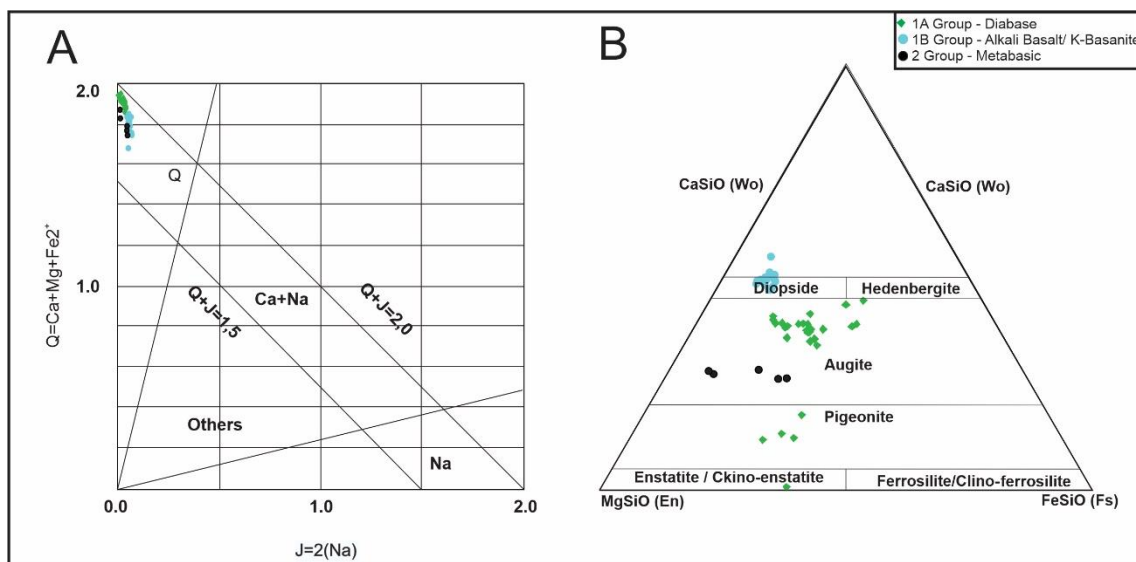 A
Q=Ca+Mg+Fe2⁺
2.0
Q
1.0
Ca+Na
Q+J=1,5
Q+J=2,0
Others
Na
0.0
1.0
2.0
J=2(Na)
B
1A Group - Diabase
1B Group - Alkali Basalt/ K-Basanite
2 Group - Metabasic
CaSiO (Wo)
CaSiO (Wo)
Diopside
Hedenbergite
Augite
Pigeonite
Enstatite / Ckino-enstatite
Ferrosilite/Clino-ferrosilite
MgSiO (En)
FeSiO (Fs)